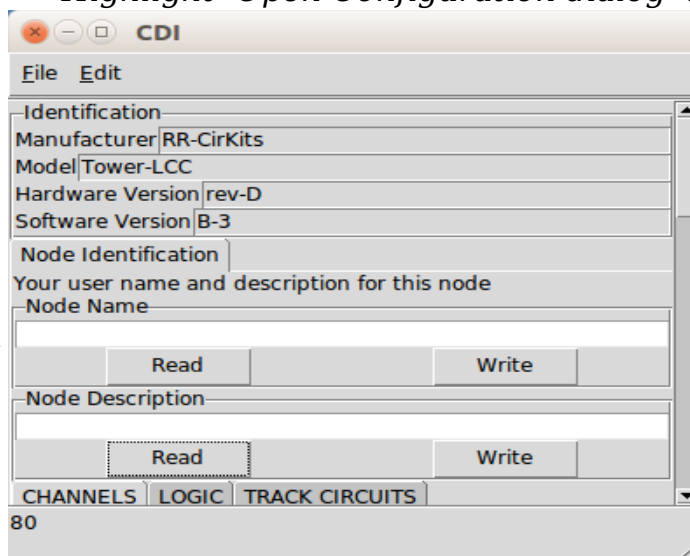 Highlight "Open Configuration dialog"
CDI
File Edit
Identification
Manufacturer RR-CirKits
Model Tower-LCC
Hardware Version rev-D
Software Version B-3
Node Identification
Your user name and description for this node
Node Name
Read Write
Node Description
Read Write
CHANNELS LOGIC TRACK CIRCUITS
80